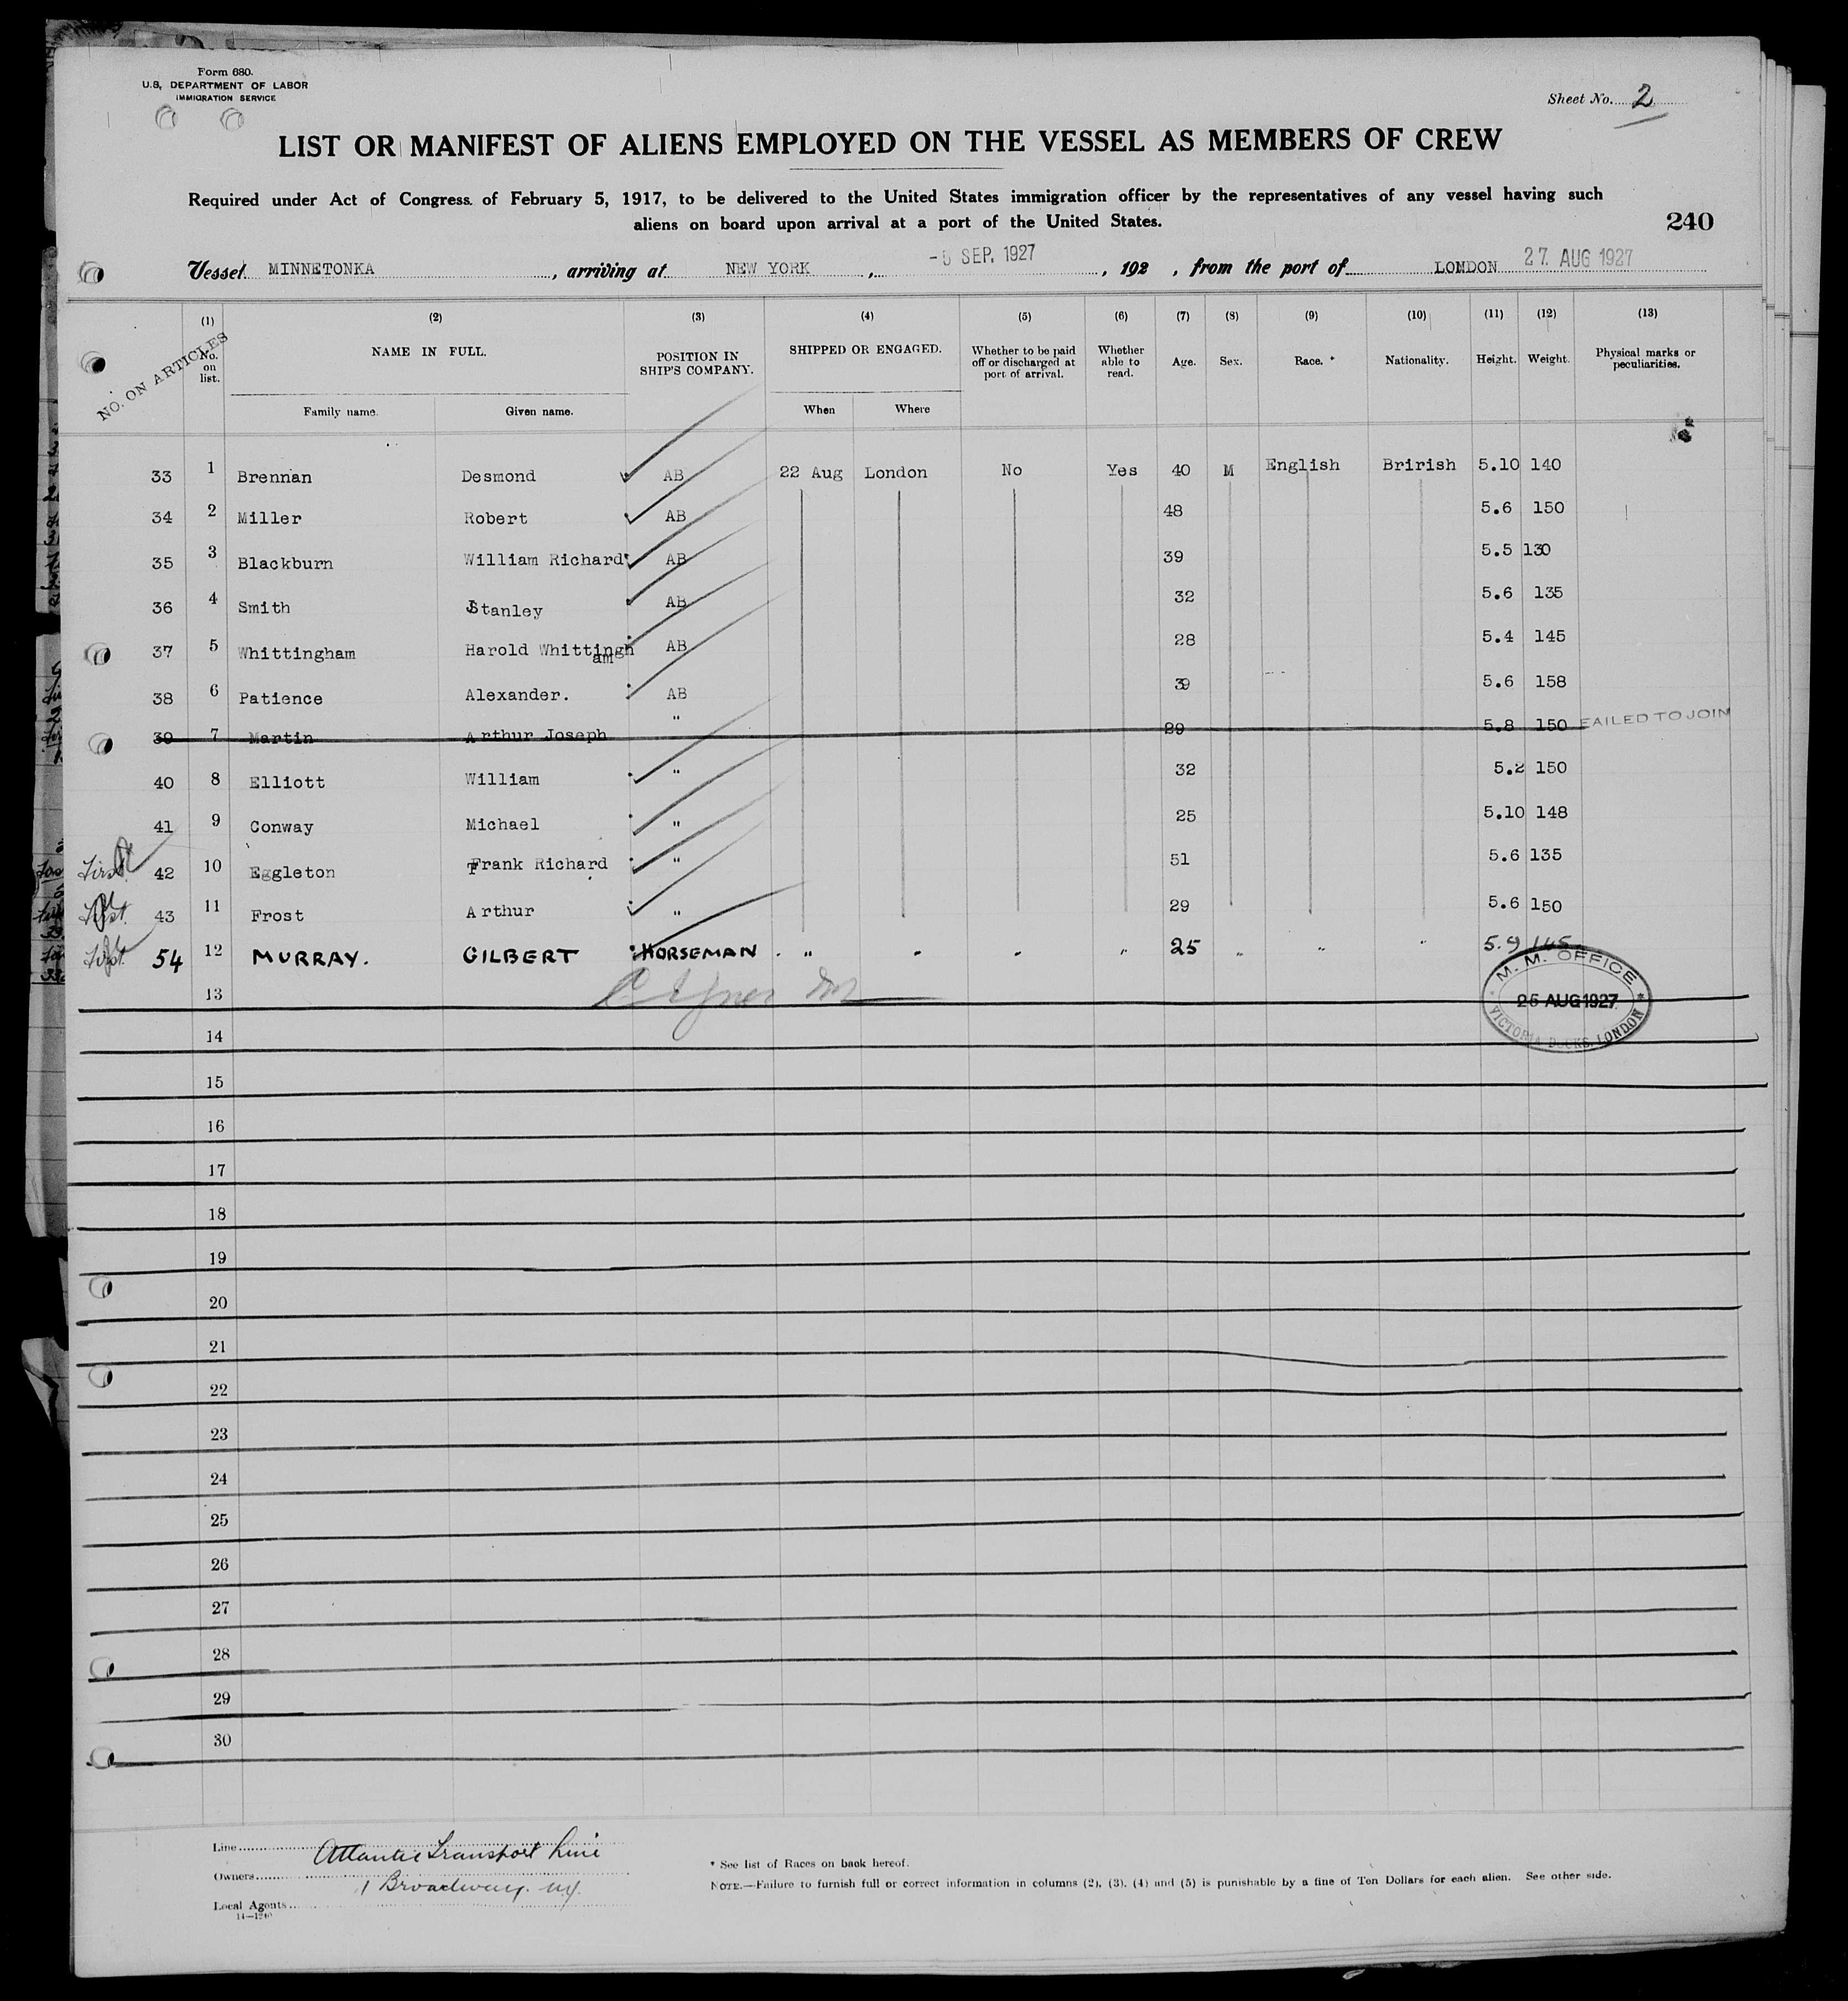 Form 680.
U.S. DEPARTMENT OF LABOR
IMMIGRATION SERVICE
Sheet No. 2
LIST OR MANIFEST OF ALIENS EMPLOYED ON THE VESSEL AS MEMBERS OF CREW
Required under Act of Congress of February 5, 1917, to be delivered to the United States immigration officer by the representatives of any vessel having such
aliens on board upon arrival at a port of the United States.
240
Vessel MINNETONKA, arriving at NEW YORK, -5 SEP. 1927, 192 , from the port of LONDON 27 AUG 1927
NO. ON ARTICLES
(1) (2) (3) (4) (5) (6) (7) (8) (9) (10) (11) (12) (13)
No. on list. NAME IN FULL. POSITION IN SHIP'S COMPANY. SHIPPED OR ENGAGED. Whether to be paid off or discharged at port of arrival. Whether able to read. Age. Sex. Race. * Nationality. Height. Weight. Physical marks or peculiarities.
Family name. Given name. When Where
33 1 Brennan Desmond AB 22 Aug London No Yes 40 M English Brirish 5.10 140
34 2 Miller Robert AB 48 5.6 150
35 3 Blackburn William Richard AB 39 5.5 130
36 4 Smith Stanley AB 32 5.6 135
37 5 Whittingham Harold Whittingh
am AB 28 5.4 145
38 6 Patience Alexander. AB 39 5.6 158
39 7 Martin Arthur Joseph " 29 5.8 150 FAILED TO JOIN
40 8 Elliott William " 32 5.2 150
41 9 Conway Michael " 25 5.10 148
First 42 10 Eggleton Frank Richard " 51 5.6 135
First 43 11 Frost Arthur " 29 5.6 150
First 54 12 MURRAY. GILBERT HORSEMAN " " " " 25 " " " 5.9 145
13
M. M. OFFICE
25 AUG 1927
VICTORIA DOCKS, LONDON
14
15
16
17
18
19
20
21
22
23
24
25
26
27
28
29
30
Line Atlantic Transport Line
Owners 1 Broadway. NY.
Local Agents
14—1240
* See list of Races on back hereof.
NOTE.—Failure to furnish full or correct information in columns (2), (3), (4) and (5) is punishable by a fine of Ten Dollars for each alien. See other side.